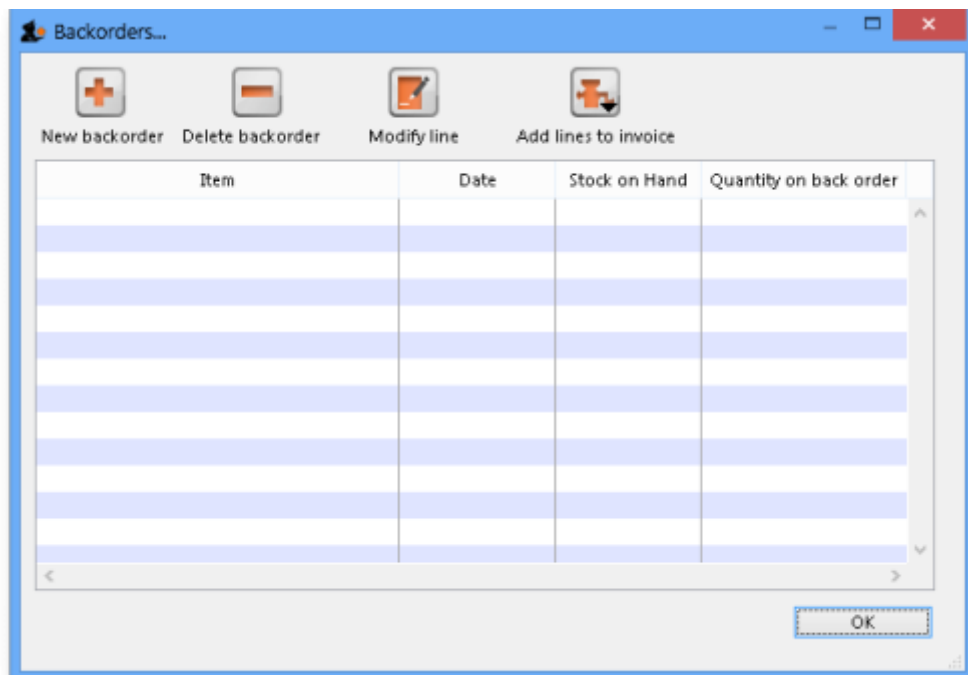 Backorders...
New backorder Delete backorder Modify line Add lines to invoice
Item Date Stock on Hand Quantity on back order
OK